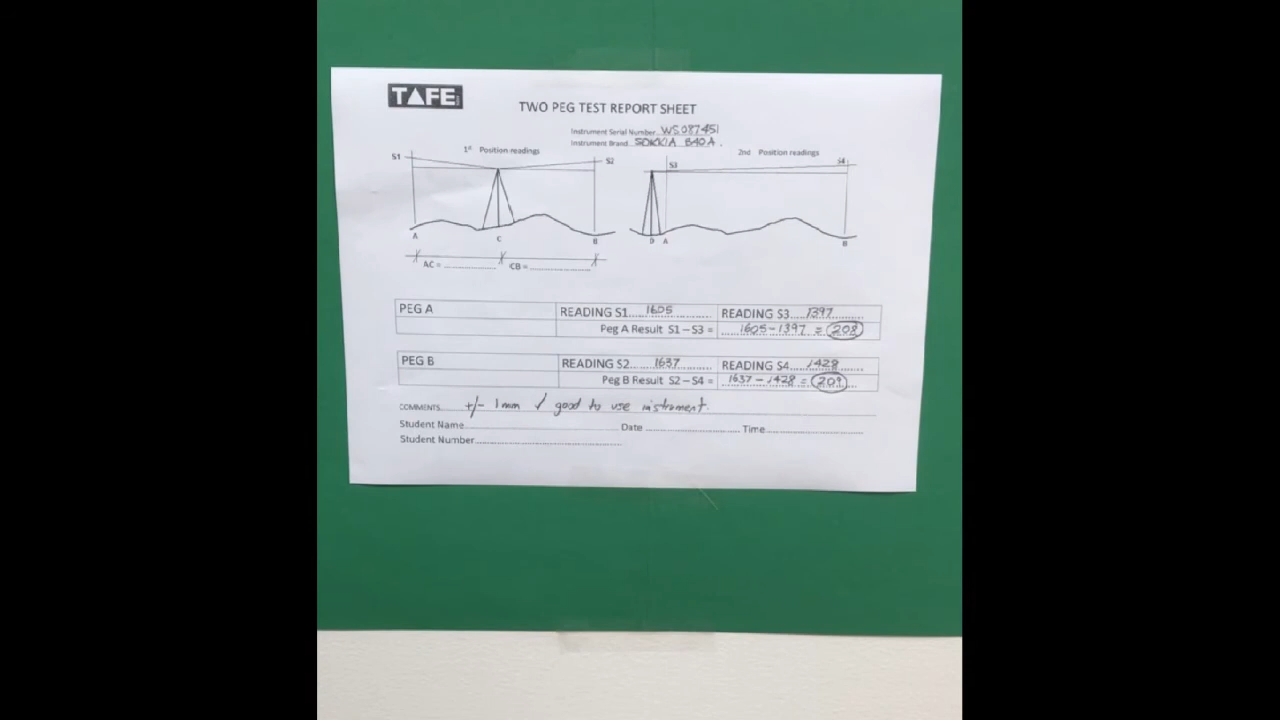 TAFE
TWO PEG TEST REPORT SHEET
Instrument Serial Number WS087451
Instrument Brand SOKKIA B40A.
1st Position readings
2nd Position readings
S1 S2 S3 S4
A C B D A B
AC = CB =
PEG A READING S1 1605 READING S3 1397
Peg A Result S1 – S3 = 1605 – 1397 = 208
PEG B READING S2 1637 READING S4 1428
Peg B Result S2 – S4 = 1637 – 1428 = 209
COMMENTS +/- 1mm ✓ good to use instrument.
Student Name Date Time
Student Number